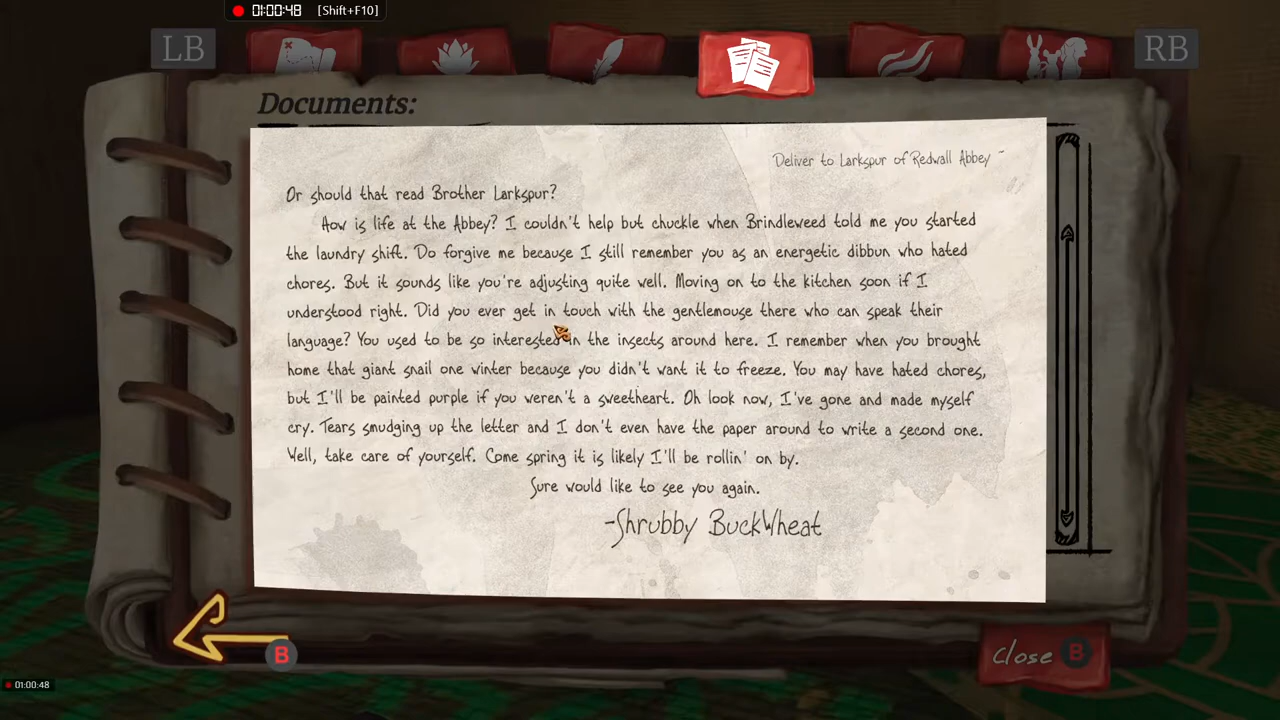 01:00:48 [Shift+F10]
LB
RB
Documents:
Deliver to Larkspur of Redwall Abbey ~
Or should that read Brother Larkspur?
How is life at the Abbey? I couldn't help but chuckle when Brindleweed told me you started
the laundry shift. Do forgive me because I still remember you as an energetic dibbun who hated
chores. But it sounds like you're adjusting quite well. Moving on to the kitchen soon if I
understood right. Did you ever get in touch with the gentlemouse there who can speak their
language? You used to be so interested in the insects around here. I remember when you brought
home that giant snail one winter because you didn't want it to freeze. You may have hated chores,
but I'll be painted purple if you weren't a sweetheart. Oh look now, I've gone and made myself
cry. Tears smudging up the letter and I don't even have the paper around to write a second one.
Well, take care of yourself. Come spring it is likely I'll be rollin' on by.
Sure would like to see you again.
-Shrubby BuckWheat
B
Close B
01:00:48